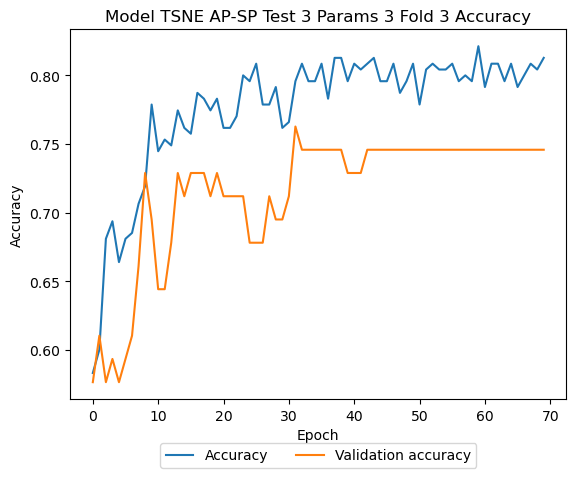 Model TSNE AP-SP Test 3 Params 3 Fold 3 Accuracy
Accuracy
0.80
0.75
0.70
0.65
0.60
0 10 20 30 40 50 60 70
Epoch
Accuracy Validation accuracy